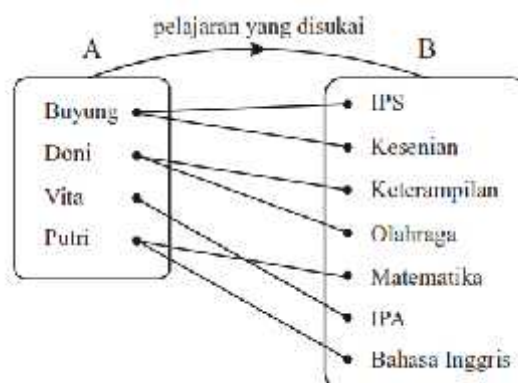 pelajaran yang disukai
A
B
Buyung
Doni
Vita
Putri
IPS
Kesenian
Keterampilan
Olahraga
Matematika
IPA
Bahasa Inggris